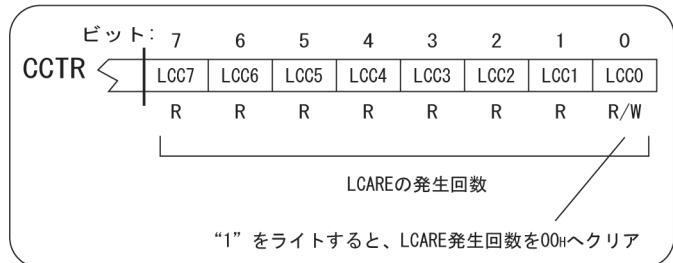 ビット: 7 6 5 4 3 2 1 0
CCTR LCC7 LCC6 LCC5 LCC4 LCC3 LCC2 LCC1 LCC0
R R R R R R R R/W
LCAREの発生回数
“1”をライトすると、LCARE発生回数を00Hへクリア